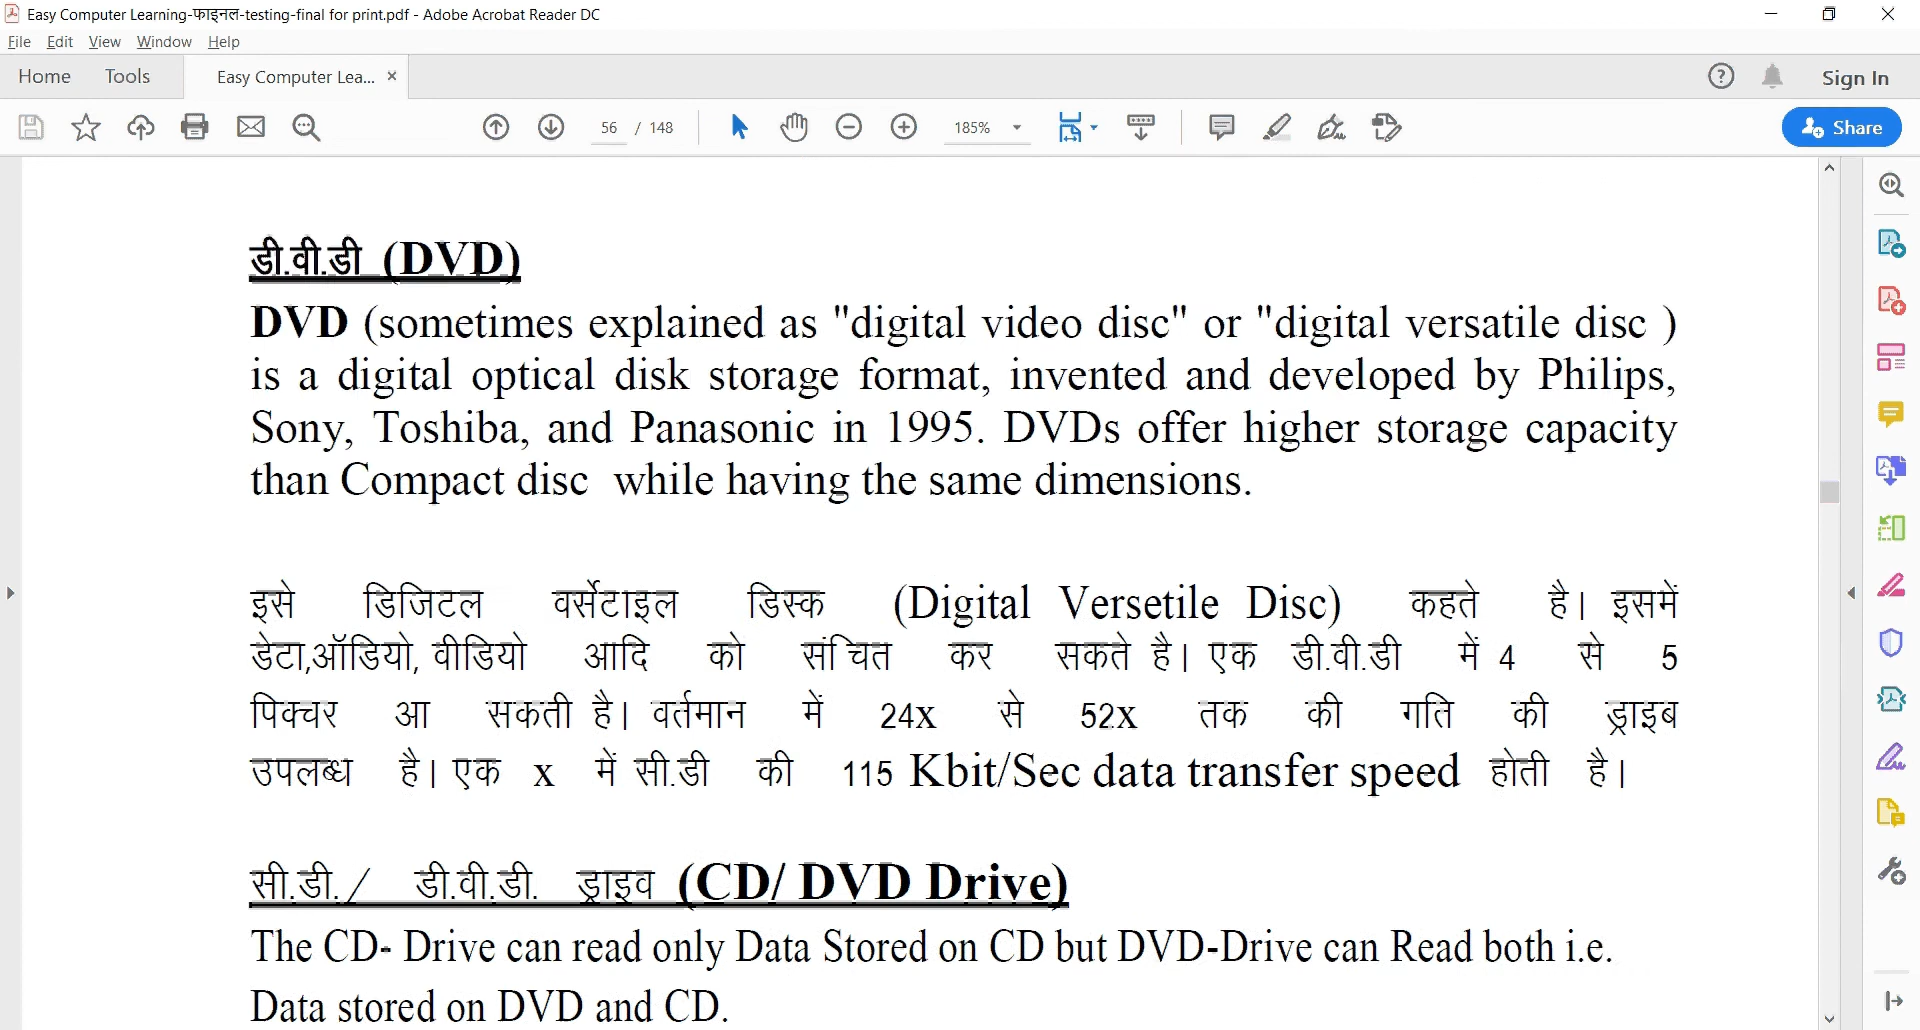 Easy Computer Learning-फाइनल-testing-final for print.pdf - Adobe Acrobat Reader DC
File Edit View Window Help
Home Tools Easy Computer Lea... × Sign In
56 / 148 185% Share
डी.वी.डी (DVD)
DVD (sometimes explained as "digital video disc" or "digital versatile disc )
is a digital optical disk storage format, invented and developed by Philips,
Sony, Toshiba, and Panasonic in 1995. DVDs offer higher storage capacity
than Compact disc while having the same dimensions.
इसे डिजिटल वर्सेटाइल डिस्क (Digital Versetile Disc) कहते है। इसमें
डेटा,ऑडियो, वीडियो आदि को संचित कर सकते है। एक डी.वी.डी में 4 से 5
पिक्चर आ सकती है। वर्तमान में 24x से 52x तक की गति की ड्राइब
उपलब्ध है। एक x में सी.डी की 115 Kbit/Sec data transfer speed होती है।
सी.डी./ डी.वी.डी. ड्राइव (CD/ DVD Drive)
The CD- Drive can read only Data Stored on CD but DVD-Drive can Read both i.e.
Data stored on DVD and CD.